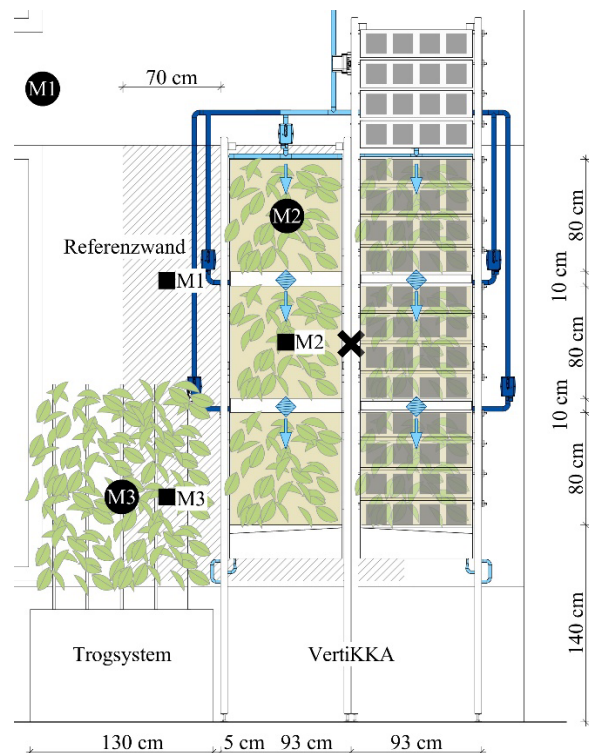 70 cm
M1
M2
Referenzwand
M1
M2
M3
M3
80 cm
10 cm
80 cm
10 cm
80 cm
140 cm
Trogsystem
VertiKKA
130 cm
5 cm
93 cm
93 cm